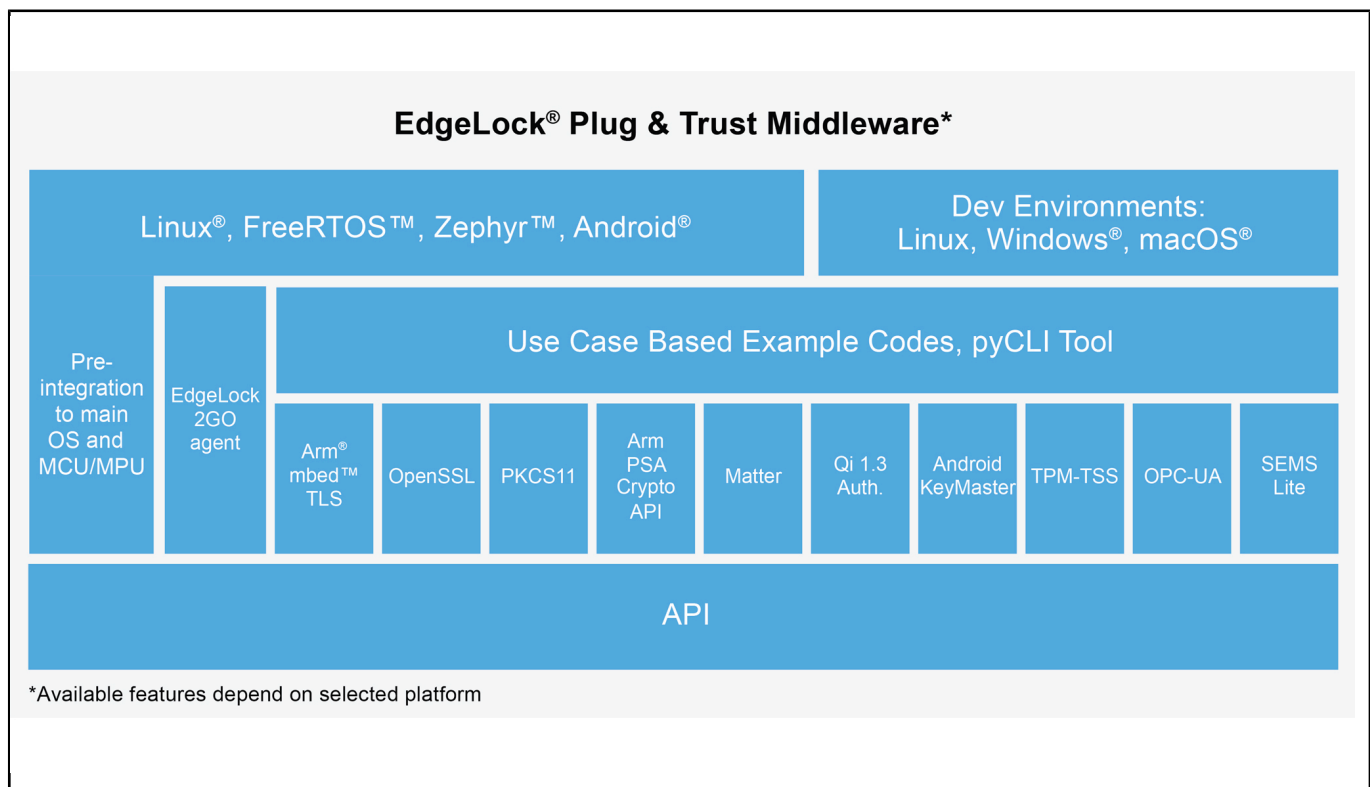 EdgeLock® Plug & Trust Middleware*
Linux®, FreeRTOS™, Zephyr™, Android®
Dev Environments:
Linux, Windows®, macOS®
Pre-
integration
to main
OS and
MCU/MPU
EdgeLock
2GO
agent
Use Case Based Example Codes, pyCLI Tool
Arm®
mbed™
TLS
OpenSSL
PKCS11
Arm
PSA
Crypto
API
Matter
Qi 1.3
Auth.
Android
KeyMaster
TPM-TSS
OPC-UA
SEMS
Lite
API
*Available features depend on selected platform